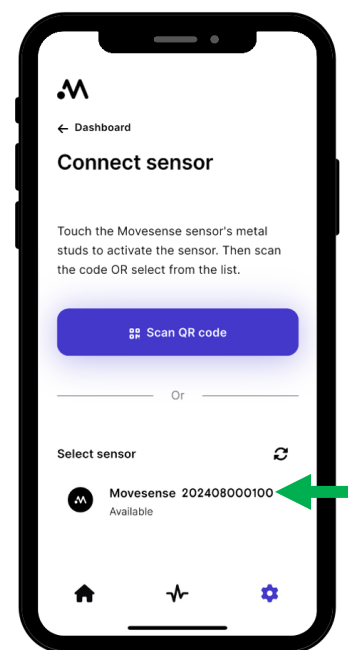 Dashboard
Connect sensor
Touch the Movesense sensor's metal
studs to activate the sensor. Then scan
the code OR select from the list.
Scan QR code
Or
Select sensor
Movesense 202408000100
Available